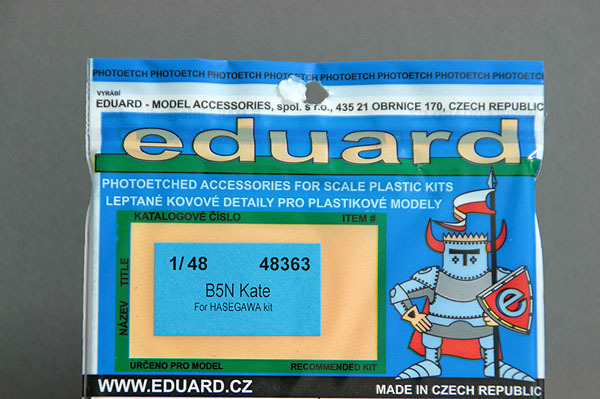 PHOTOETCH PHOTOETCH PHOTOETCH PHOTOETCH PHOTOETCH PHOTOETCH PHOTOETCH PHOTOETCH
VYRÁBÍ
EDUARD - MODEL ACCESSORIES, spol. s r.o., 435 21 OBRNICE 170, CZECH REPUBLIC
eduard
PHOTOETCHED ACCESSORIES FOR SCALE PLASTIC KITS
LEPTANÉ KOVOVÉ DETAILY PRO PLASTIKOVÉ MODELY
KATALOGOVÉ ČÍSLO ITEM #
NÁZEV TITLE
1/48 48363
B5N Kate
For HASEGAWA kit
e
URČENO PRO MODEL RECOMMENDED KIT
WWW.EDUARD.CZ MADE IN CZECH REPUBLIC